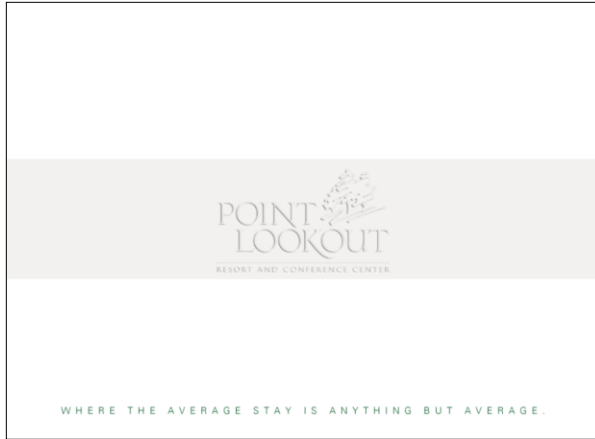 POINT
LOOKOUT
RESORT AND CONFERENCE CENTER
WHERE THE AVERAGE STAY IS ANYTHING BUT AVERAGE.